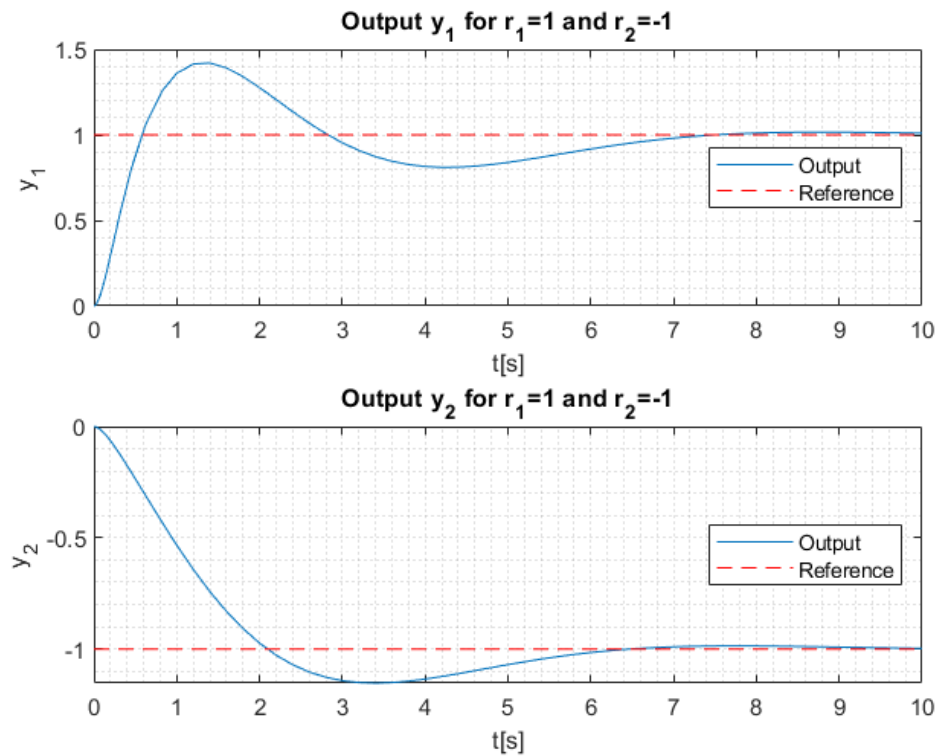 Output y₁ for r₁=1 and r₂=-1
1.5
1
0.5
0
y₁
Output
Reference
0 1 2 3 4 5 6 7 8 9 10
t[s]
Output y₂ for r₁=1 and r₂=-1
0
-0.5
-1
y₂
Output
Reference
0 1 2 3 4 5 6 7 8 9 10
t[s]